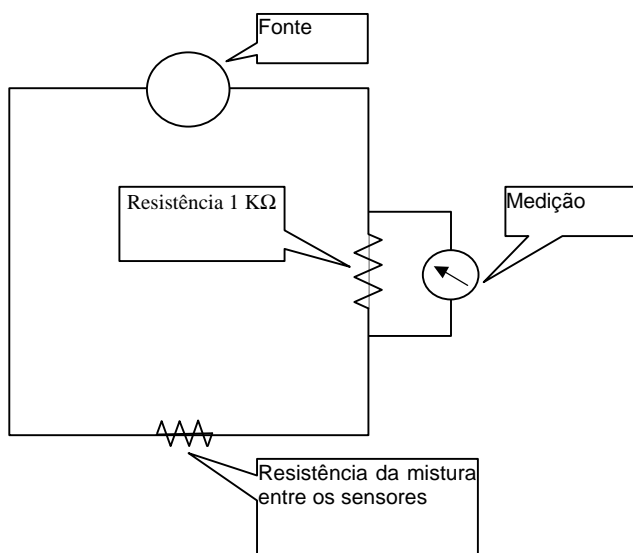 Fonte
Resistência 1 KΩ
Medição
Resistência da mistura
entre os sensores